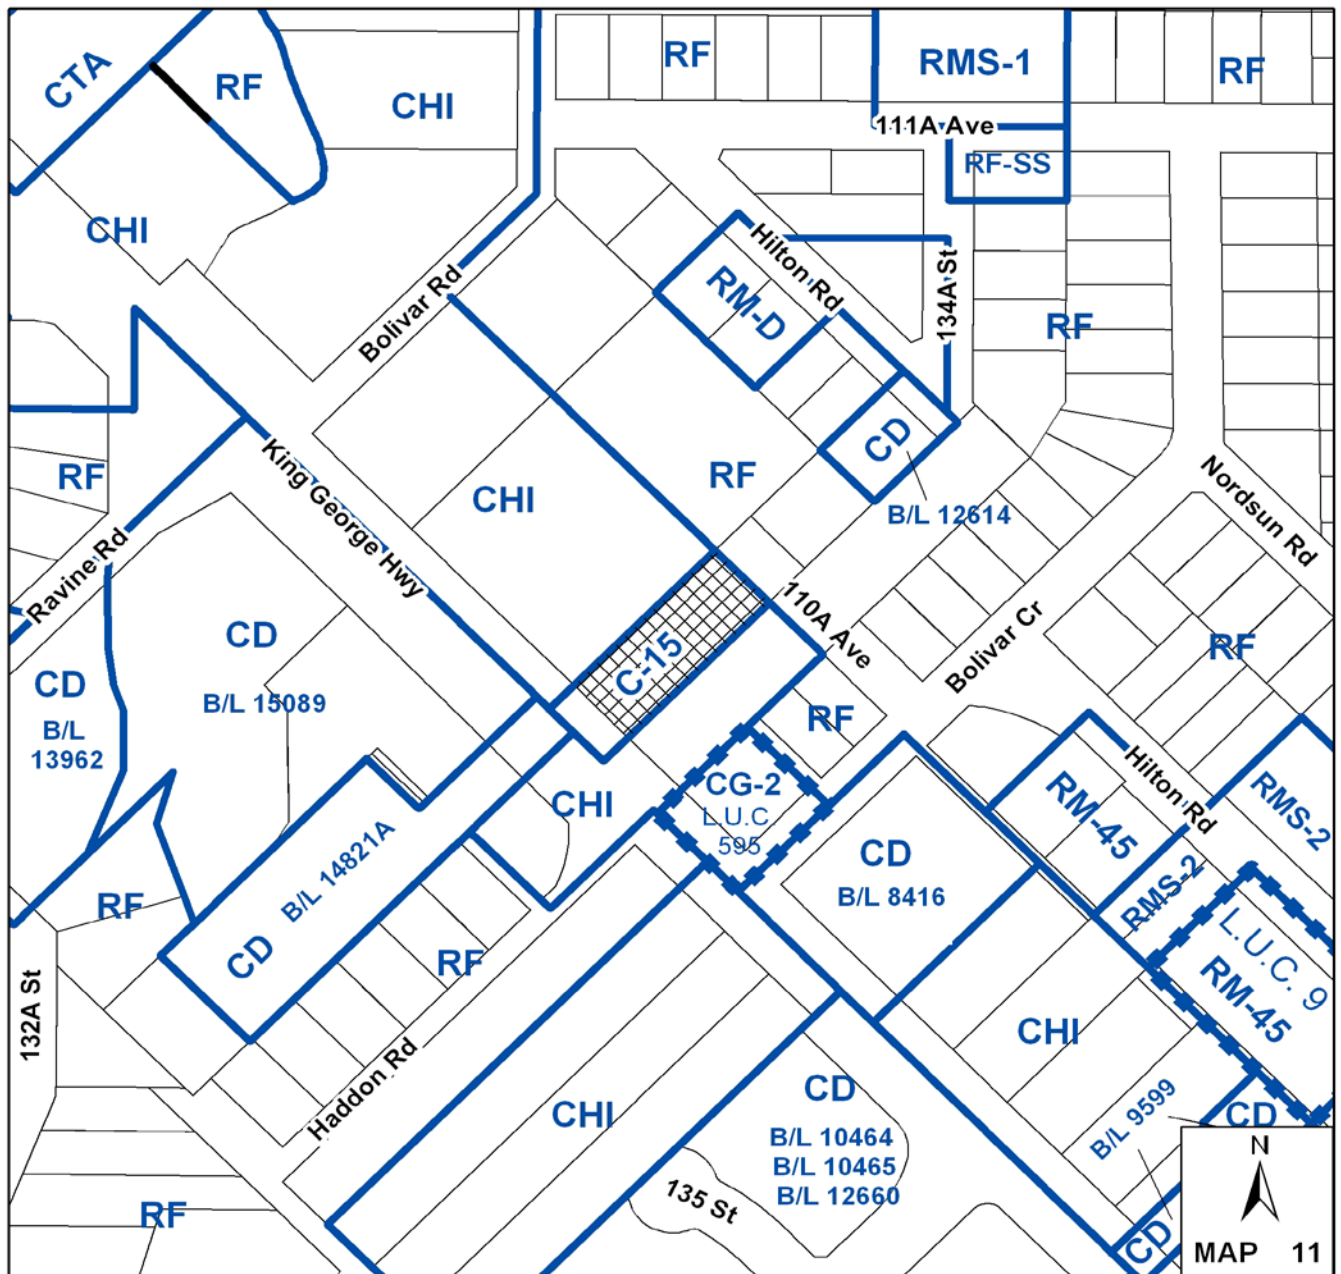 CTA
RF
CHI
RF
RMS-1
RF
111A Ave
RF-SS
CHI
Bolivar Rd
Hilton Rd
RM-D
134A St
RF
King George Hwy
CHI
RF
CD
B/L 12614
Nordsun Rd
RF
Ravine Rd
CD
B/L 15089
CD
B/L
13962
C-15
110A Ave
Bolivar Cr
RF
RF
CG-2
L.U.C
595
CHI
CD
B/L 8416
Hilton Rd
RM-45
RMS-2
RMS-2
L.U.C. 9
RM-45
RF
B/L 14821A
CD
RF
132A St
Haddon Rd
CHI
CHI
CD
B/L 10464
B/L 10465
B/L 12660
135 St
B/L 9599
CD
CD
RF
N
MAP 11